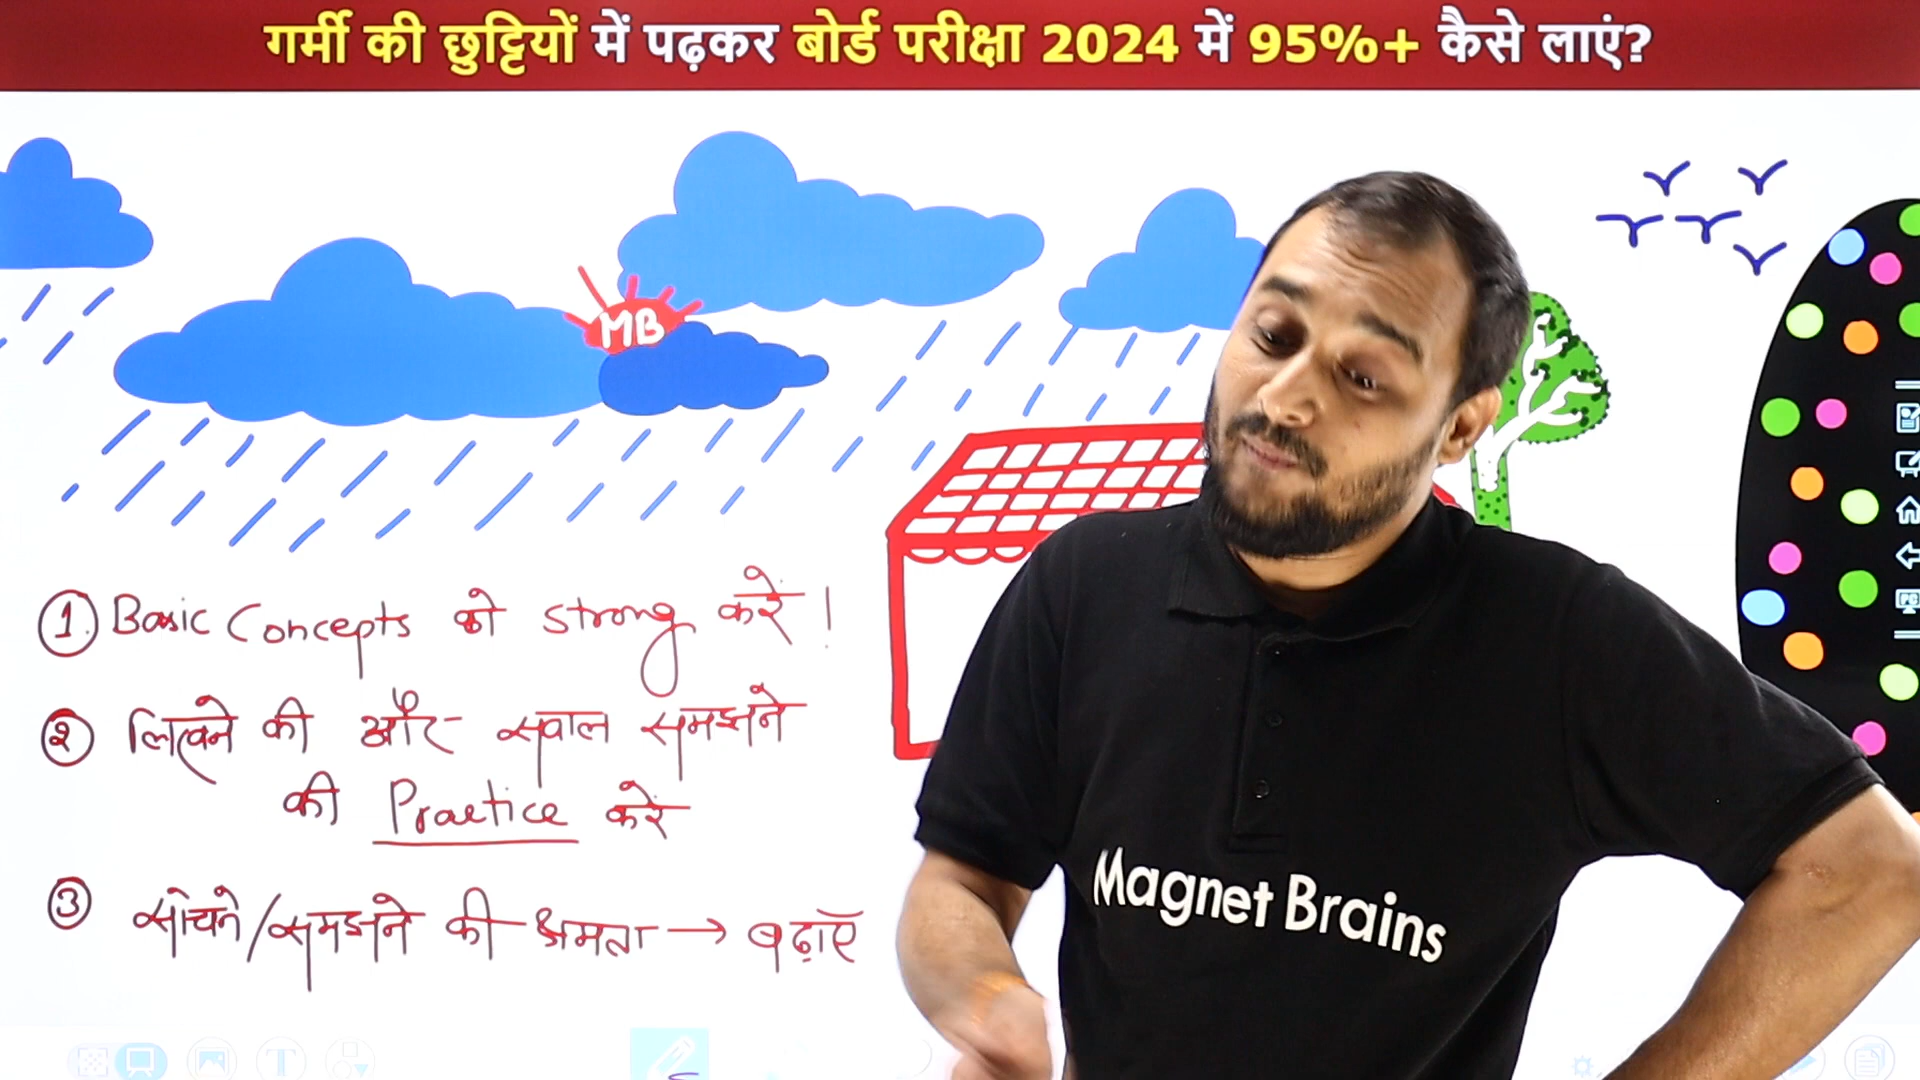 गर्मी की छुट्टियों में पढ़कर बोर्ड परीक्षा 2024 में 95%+ कैसे लाएं?
MB
① Basic Concepts को strong करें !
② लिखने की और सवाल समझने
की Practice करें
③ सोचने/समझने की क्षमता → बढ़ाएँ
Magnet Brains
PC
T